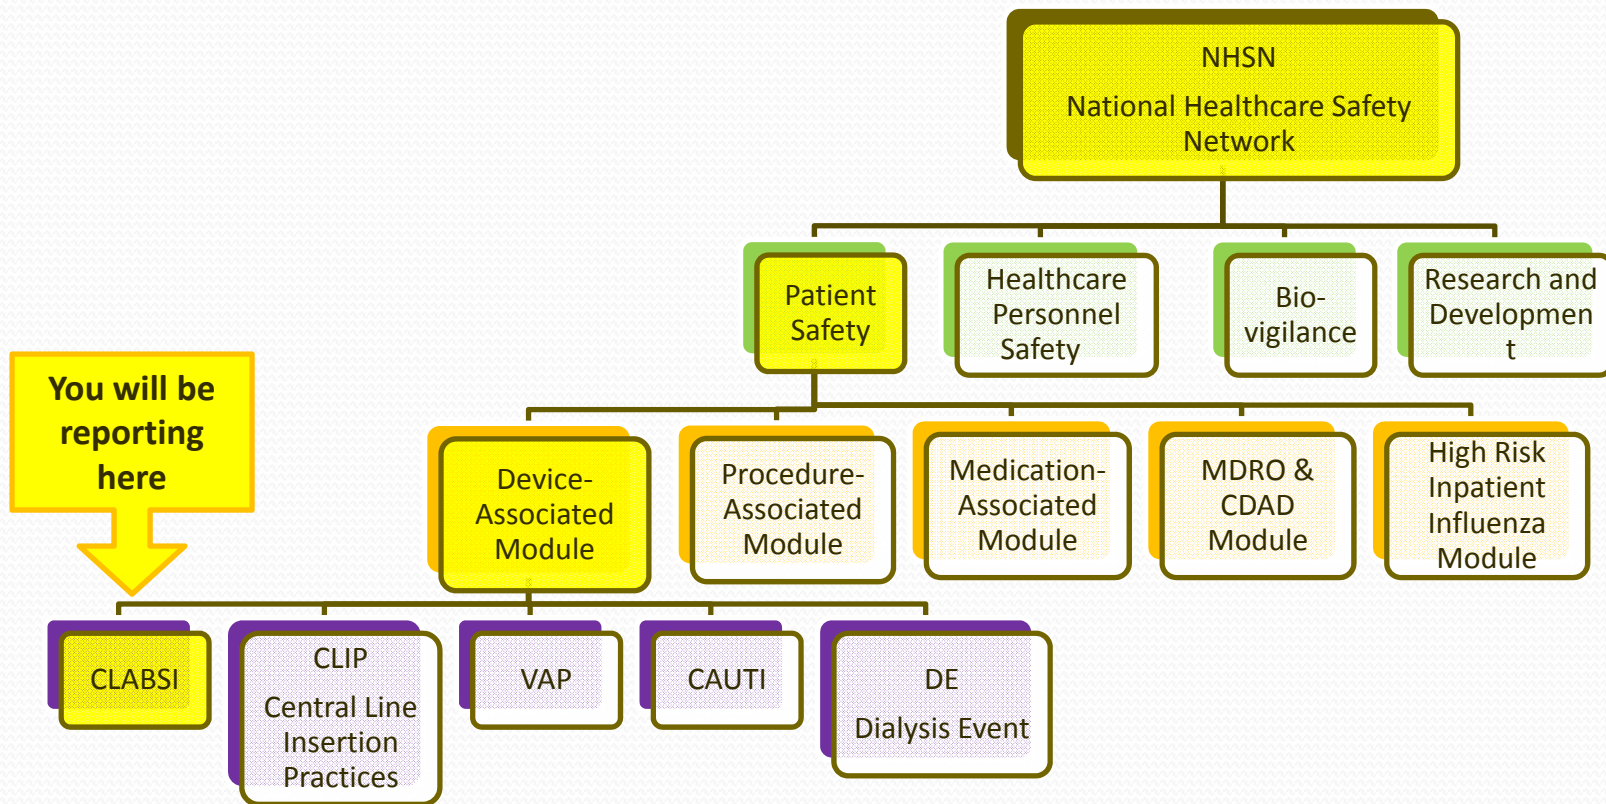 NHSN
National Healthcare Safety
Network
Patient
Safety
Healthcare
Personnel
Safety
Bio-
vigilance
Research and
Developmen
t
You will be
reporting
here
Device-
Associated
Module
Procedure-
Associated
Module
Medication-
Associated
Module
MDRO &
CDAD
Module
High Risk
Inpatient
Influenza
Module
CLABSI
CLIP
Central Line
Insertion
Practices
VAP
CAUTI
DE
Dialysis Event